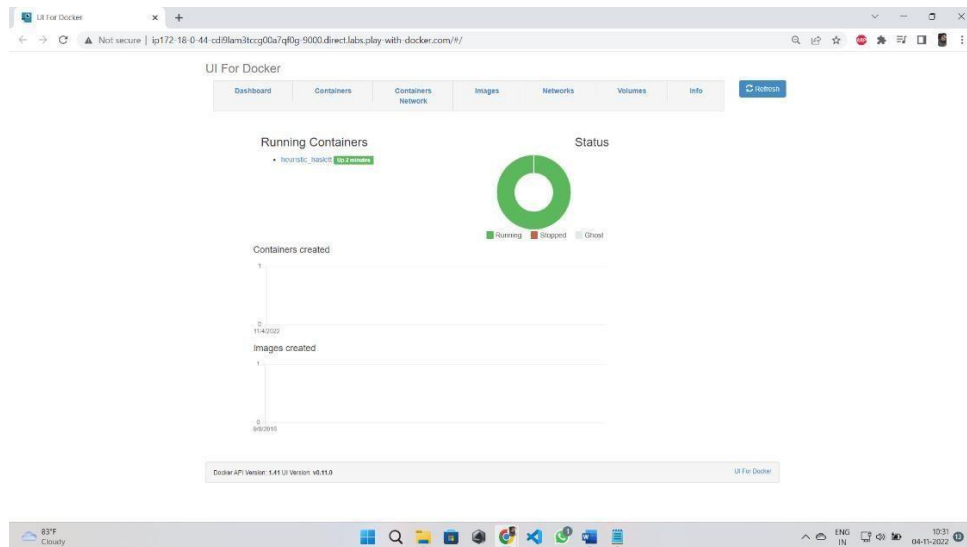 UI For Docker
Not secure | ip172-18-0-44-cdi9lam3tccg00a7qf0g-9000.direct.labs.play-with-docker.com/#/
UI For Docker
Dashboard Containers Containers Network Images Networks Volumes Info Refresh
Running Containers
heuristic_haslett Up 2 minutes
Status
Running Stopped Ghost
Containers created
1
0
11/4/2022
Images created
1
0
Docker API Version: 1.41 UI Version: v0.11.0
UI For Docker
83°F
Cloudy
ENG
IN
10:31
04-11-2022